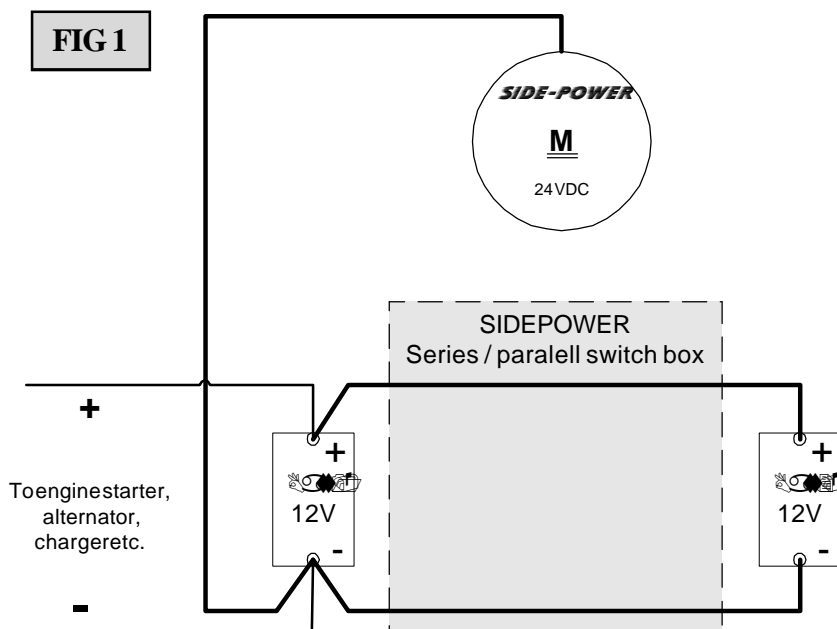 FIG 1
SIDE-POWER
M
24VDC
SIDEPOWER
Series / paralell switch box
+
Toenginestarter,
alternator,
chargeretc.
-
+
12V
-
+
12V
-